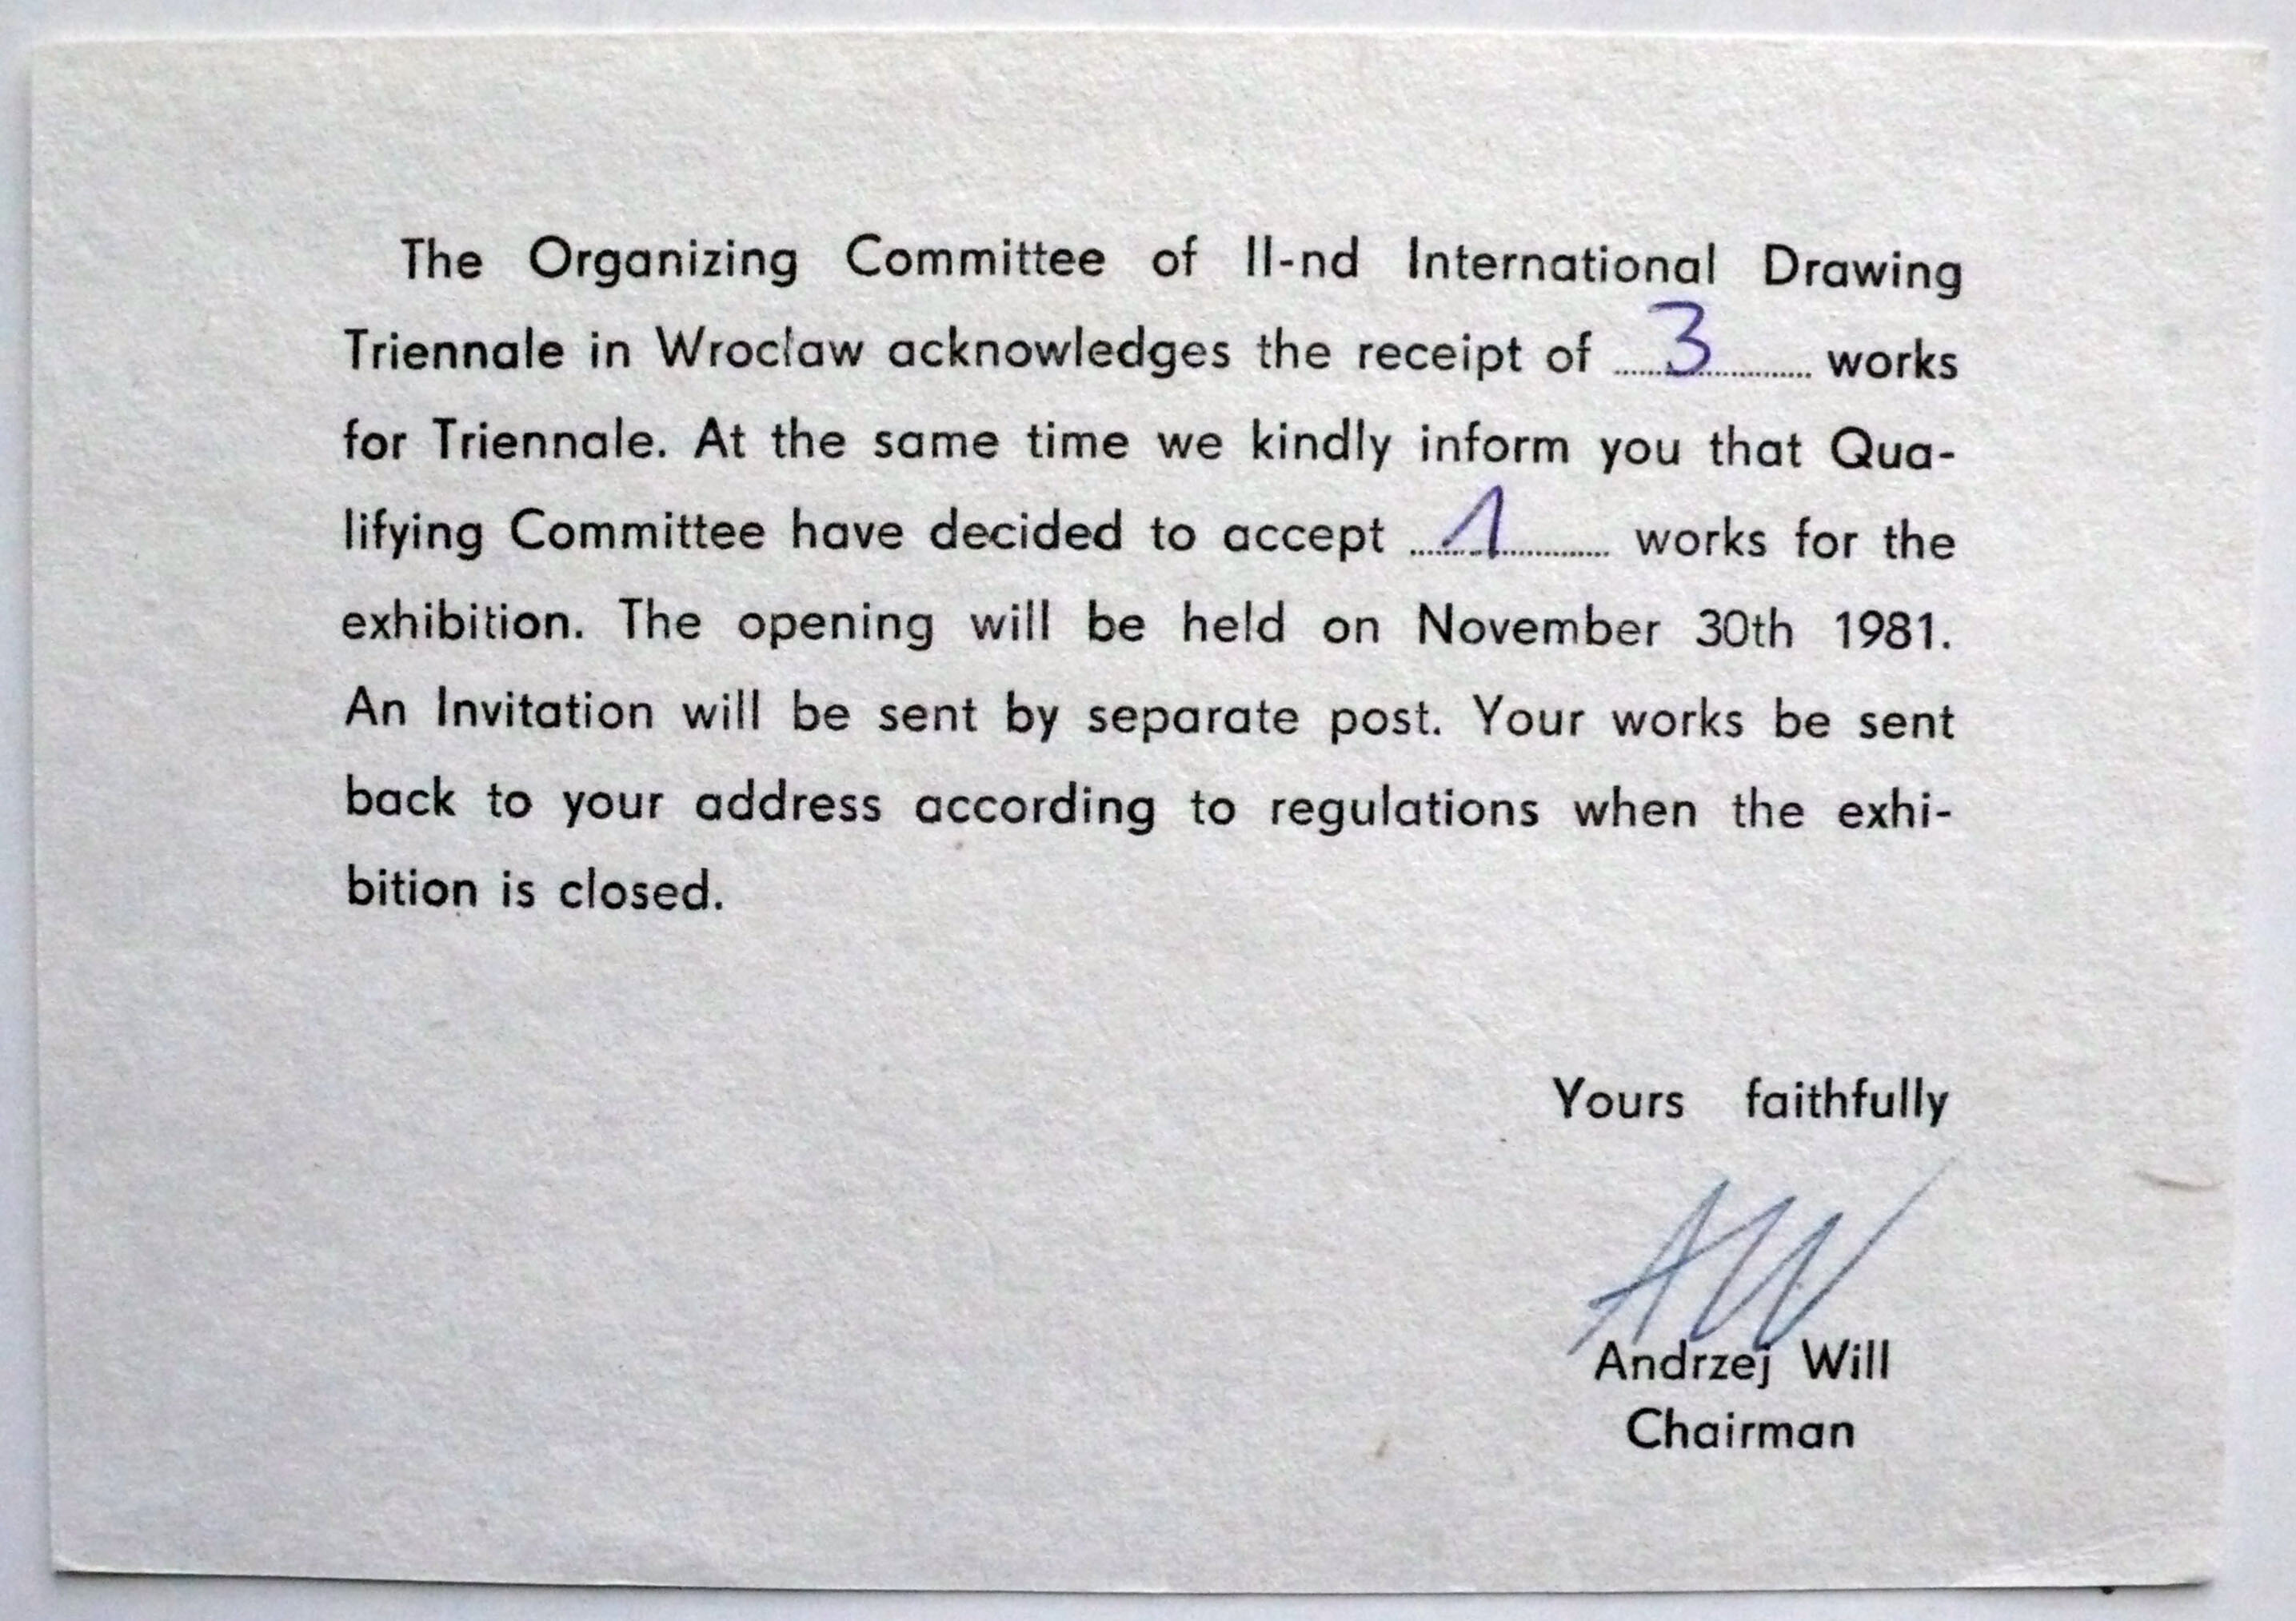 The Organizing Committee of II-nd International Drawing
Triennale in Wrocław acknowledges the receipt of 3 works
for Triennale. At the same time we kindly inform you that Qua-
lifying Committee have decided to accept 1 works for the
exhibition. The opening will be held on November 30th 1981.
An Invitation will be sent by separate post. Your works be sent
back to your address according to regulations when the exhi-
bition is closed.
Yours faithfully
AW
Andrzej Will
Chairman